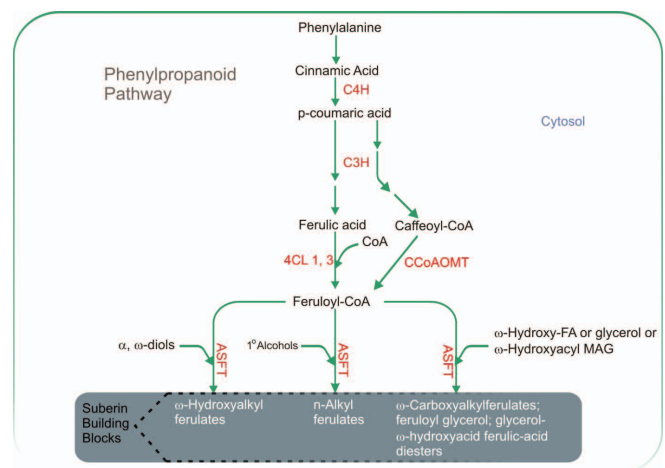 Phenylalanine
Phenylpropanoid
Pathway
Cinnamic Acid
C4H
p-coumaric acid
Cytosol
C3H
Ferulic acid
Caffeoyl-CoA
CoA
4CL 1, 3
CCoAOMT
Feruloyl-CoA
α, ω-diols
ASFT
1° Alcohols
ASFT
ASFT
ω-Hydroxy-FA or glycerol or
ω-Hydroxyacyl MAG
Suberin
Building
Blocks
ω-Hydroxyalkyl
ferulates
n-Alkyl
ferulates
ω-Carboxyalkylferulates;
feruloyl glycerol; glycerol-
ω-hydroxyacid ferulic-acid
diesters